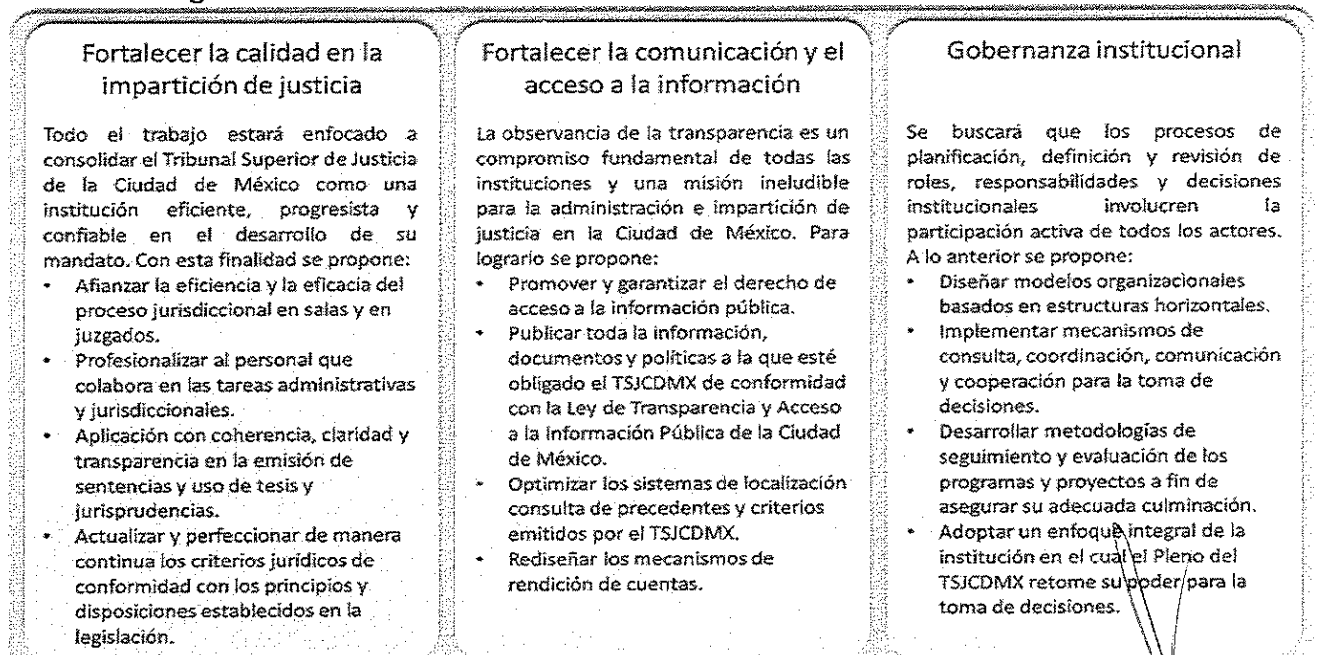 Fortalecer la calidad en la
impartición de justicia
Todo el trabajo estará enfocado a
consolidar el Tribunal Superior de Justicia
de la Ciudad de México como una
institución eficiente, progresista y
confiable en el desarrollo de su
mandato. Con esta finalidad se propone:
• Afianzar la eficiencia y la eficacia del
proceso jurisdiccional en salas y en
juzgados.
• Profesionalizar al personal que
colabora en las tareas administrativas
y jurisdiccionales.
• Aplicación con coherencia, claridad y
transparencia en la emisión de
sentencias y uso de tesis y
jurisprudencias.
• Actualizar y perfeccionar de manera
continua los criterios jurídicos de
conformidad con los principios y
disposiciones establecidos en la
legislación.
Fortalecer la comunicación y el
acceso a la información
La observancia de la transparencia es un
compromiso fundamental de todas las
instituciones y una misión ineludible
para la administración e impartición de
justicia en la Ciudad de México. Para
lograrlo se propone:
• Promover y garantizar el derecho de
acceso a la información pública.
• Publicar toda la información,
documentos y políticas a la que esté
obligado el TSJCDMX de conformidad
con la Ley de Transparencia y Acceso
a la Información Pública de la Ciudad
de México.
• Optimizar los sistemas de localización
consulta de precedentes y criterios
emitidos por el TSJCDMX.
• Rediseñar los mecanismos de
rendición de cuentas.
Gobernanza institucional
Se buscará que los procesos de
planificación, definición y revisión de
roles, responsabilidades y decisiones
institucionales involucren la
participación activa de todos los actores.
A lo anterior se propone:
• Diseñar modelos organizacionales
basados en estructuras horizontales.
• Implementar mecanismos de
consulta, coordinación, comunicación
y cooperación para la toma de
decisiones.
• Desarrollar metodologías de
seguimiento y evaluación de los
programas y proyectos a fin de
asegurar su adecuada culminación.
• Adoptar un enfoque integral de la
institución en el cual el Pleno del
TSJCDMX retome su poder para la
toma de decisiones.